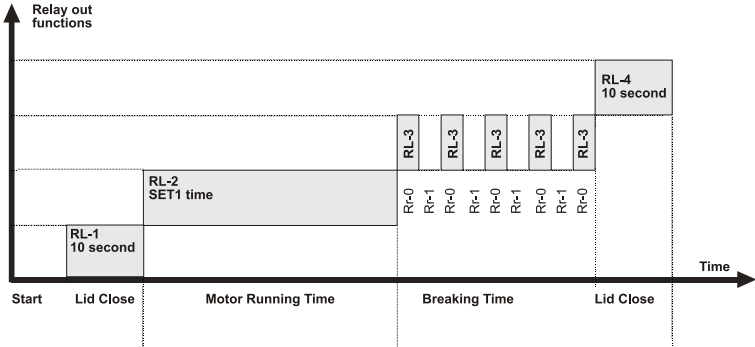 Relay out
functions
RL-4
10 second
RL-3 RL-3 RL-3 RL-3 RL-3
RL-2
SET1 time
Rr-0 Rr-1 Rr-0 Rr-1 Rr-0 Rr-1 Rr-0 Rr-1 Rr-0
RL-1
10 second
Time
Start Lid Close Motor Running Time Breaking Time Lid Close